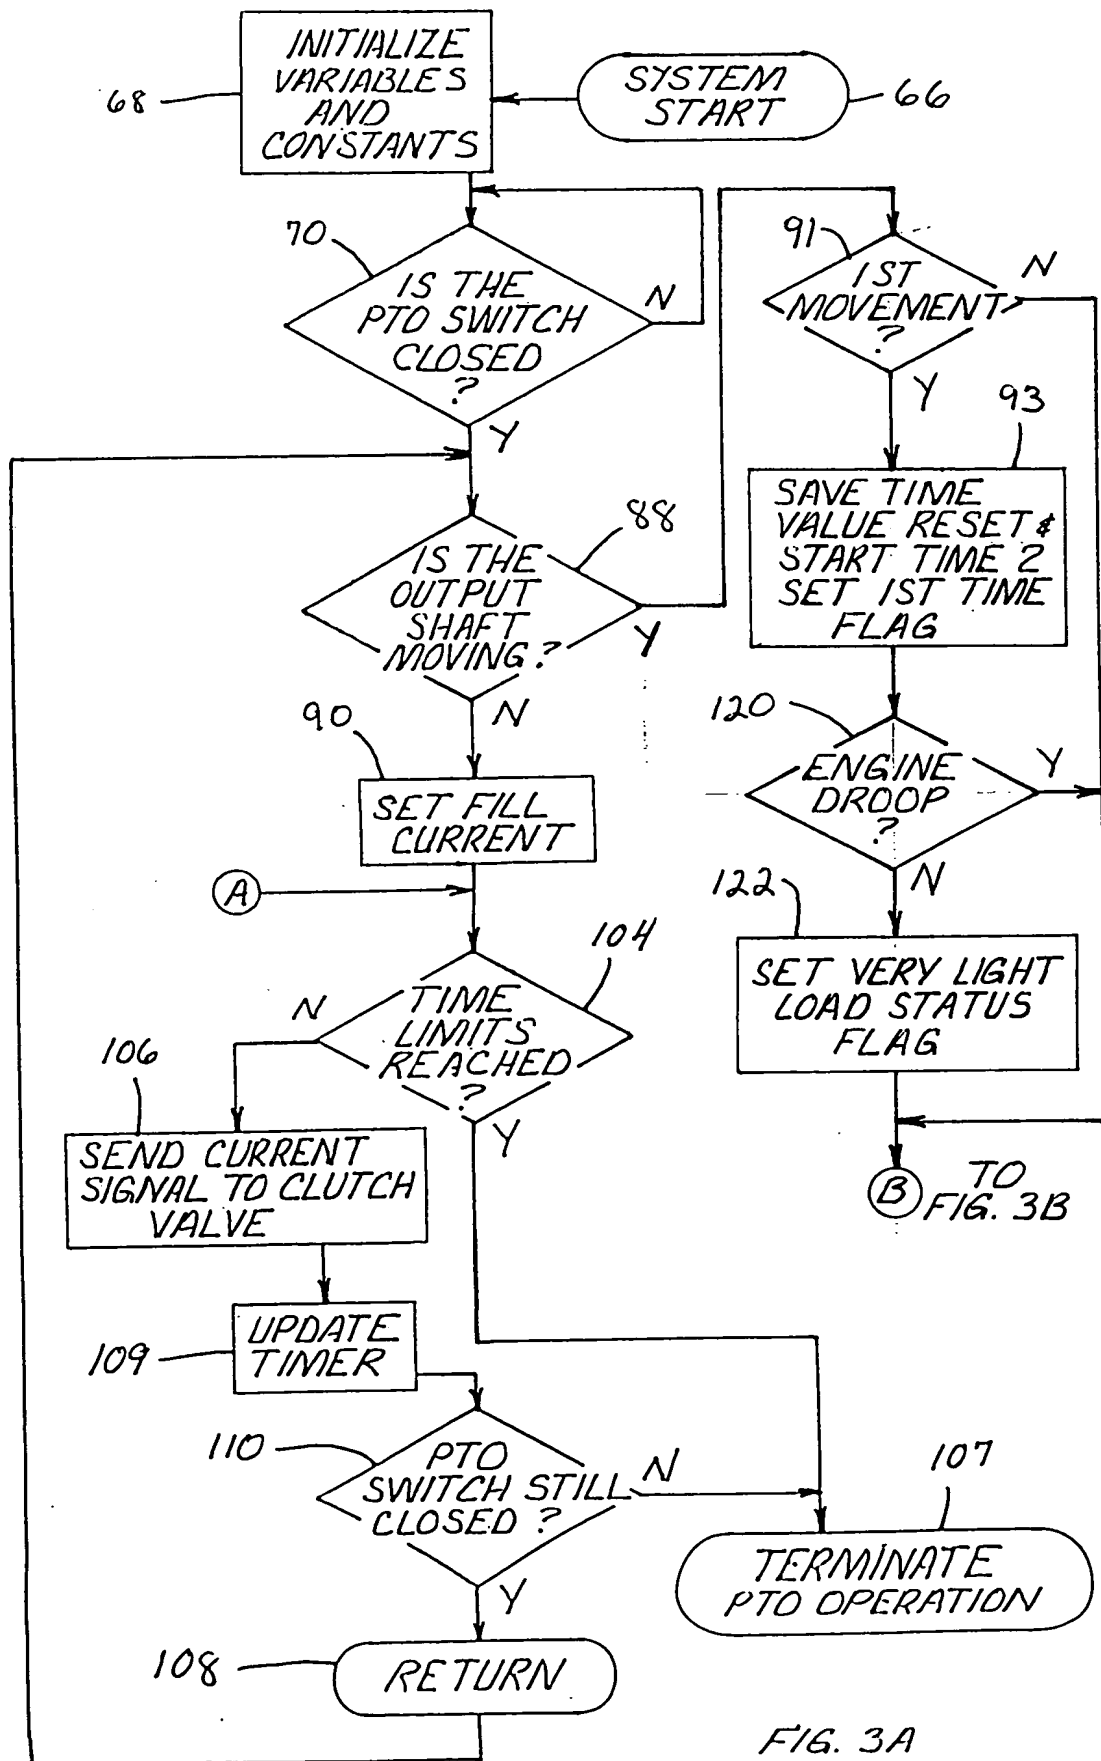 INITIALIZE
VARIABLES
AND
CONSTANTS
68
SYSTEM
START
66
70
IS THE
PTO SWITCH
CLOSED
?
N
Y
91
1ST
MOVEMENT
?
N
Y
93
SAVE TIME
VALUE RESET &
START TIME 2
SET 1ST TIME
FLAG
88
IS THE
OUTPUT
SHAFT
MOVING?
Y
N
90
SET FILL
CURRENT
A
120
ENGINE
DROOP
?
Y
N
122
SET VERY LIGHT
LOAD STATUS
FLAG
B
TO
FIG. 3B
104
TIME
LIMITS
REACHED
?
N
Y
106
SEND CURRENT
SIGNAL TO CLUTCH
VALVE
109
UPDATE
TIMER
110
PTO
SWITCH STILL
CLOSED ?
N
Y
107
TERMINATE
PTO OPERATION
108
RETURN
FIG. 3A